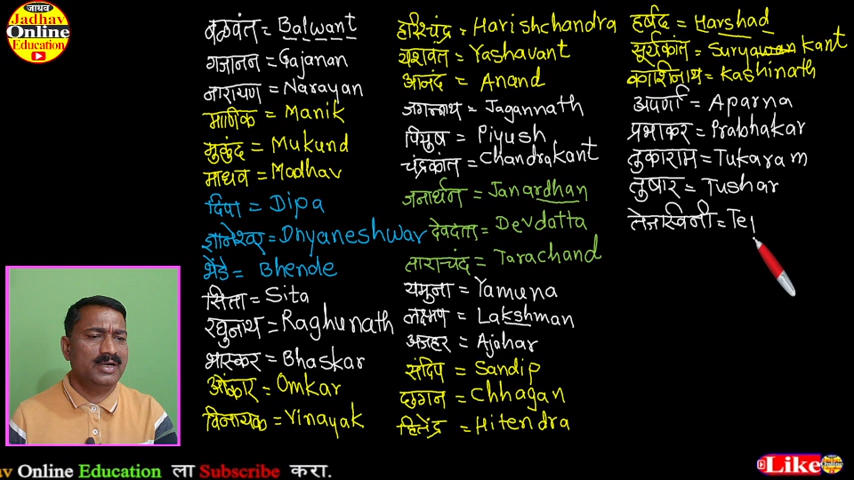 जाधव
Jadhav
Online
Education
बळवंत = Balwant
गजानन = Gajanan
नारायण = Narayan
माणिक = Manik
मुकुंद = Mukund
माधव = Madhav
दिपा = Dipa
ज्ञानेश्वर = Dnyaneshwar
भेंडे = Bhende
सिता = Sita
रघुनाथ = Raghunath
भास्कर = Bhaskar
ओंकार = Omkar
विनायक = Vinayak
हरिश्चंद्र = Harishchandra
यशवंत = Yashavant
आनंद = Anand
जगन्नाथ = Jagannath
पियुष = Piyush
चंद्रकांत = Chandrakant
जनार्धन = Janardhan
देवदत्त = Devdatta
ताराचंद = Tarachand
यमुना = Yamuna
लक्ष्मण = Lakshman
अजहर = Ajahar
संदिप = Sandip
छगन = Chhagan
हितेंद्र = Hitendra
हर्षद = Harshad
सूर्यकांत = Suryakant
काशिनाथ = Kashinath
अपर्णा = Aparna
प्रभाकर = Prabhakar
तुकाराम = Tukaram
तुषार = Tushar
तेजस्विनी = Te
av Online Education ला Subscribe करा.
Like